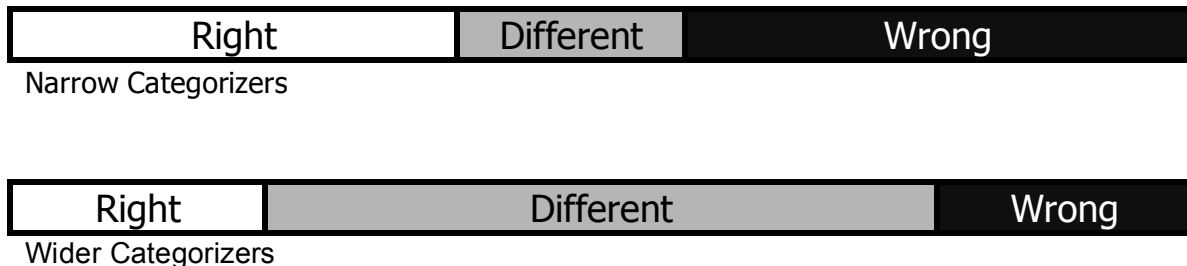 Right Different Wrong
Narrow Categorizers
Right Different Wrong
Wider Categorizers